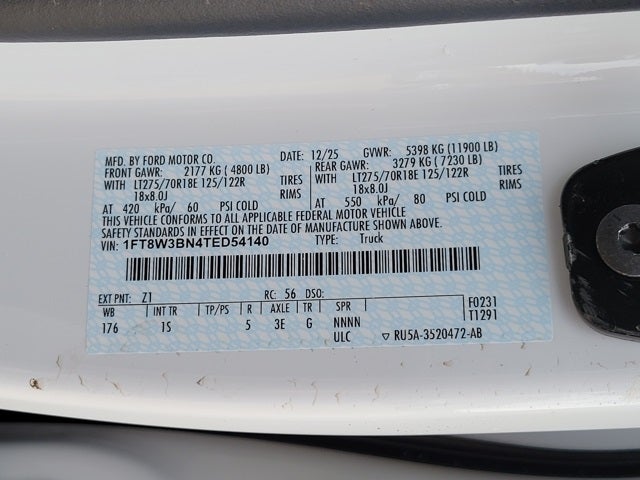 MFD. BY FORD MOTOR CO. DATE: 12/25 GVWR: 5398 KG (11900 LB)
FRONT GAWR: 2177 KG ( 4800 LB) REAR GAWR: 3279 KG ( 7230 LB)
WITH LT275/70R18E 125/122R TIRES WITH LT275/70R18E 125/122R TIRES
18x8.0J RIMS 18x8.0J RIMS
AT 420 kPa/ 60 PSI COLD AT 550 kPa/ 80 PSI COLD
THIS VEHICLE CONFORMS TO ALL APPLICABLE FEDERAL MOTOR VEHICLE
SAFETY STANDARDS IN EFFECT ON THE DATE OF MANUFACTURE SHOWN ABOVE.
VIN: 1FT8W3BN4TED54140 TYPE: Truck
EXT PNT: Z1 RC: 56 DSO: F0231
WB INT TR TP/PS R AXLE TR SPR T1291
176 1S 5 3E G NNNN
ULC ▽ RU5A-3520472-AB